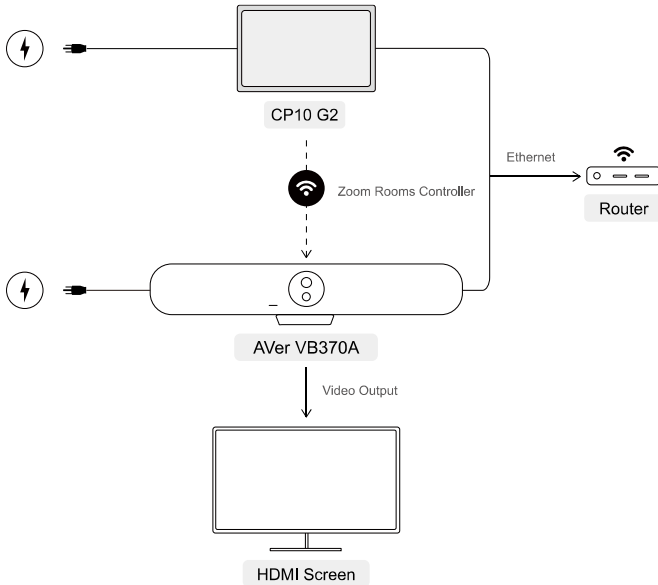 CP10 G2
Ethernet
Zoom Rooms Controller
Router
AVer VB370A
Video Output
HDMI Screen